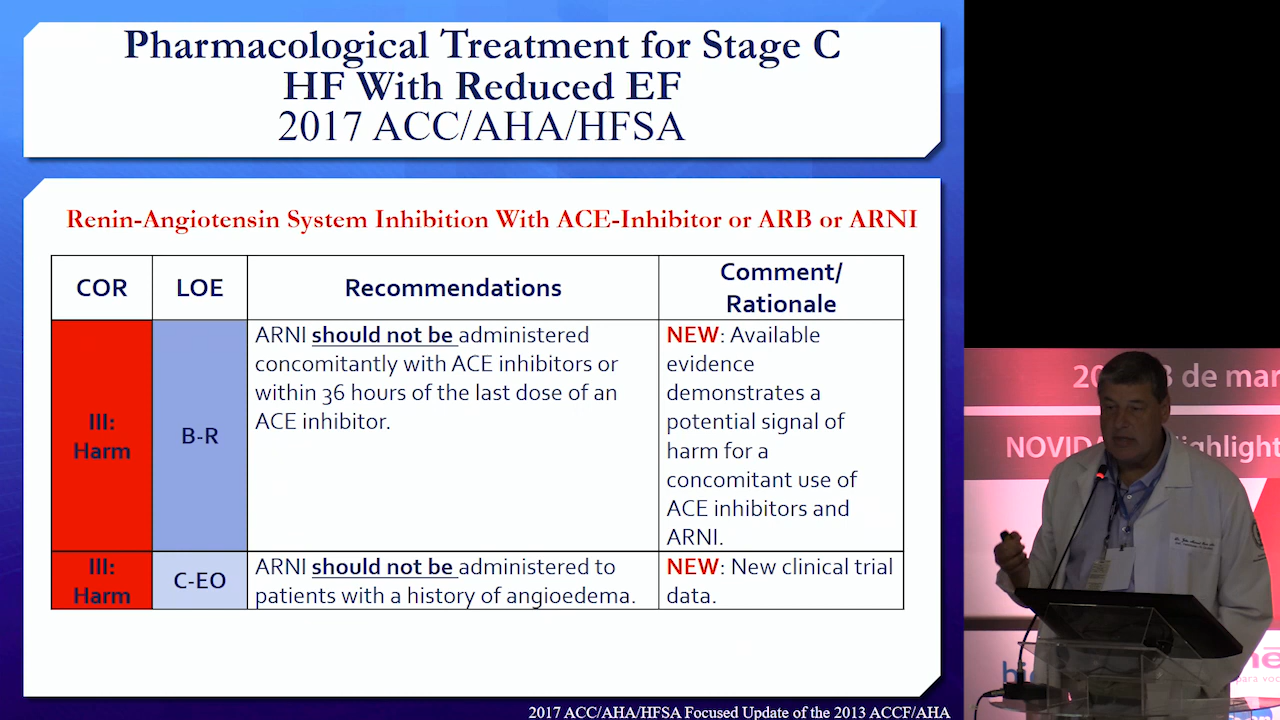 Pharmacological Treatment for Stage C
HF With Reduced EF
2017 ACC/AHA/HFSA
Renin-Angiotensin System Inhibition With ACE-Inhibitor or ARB or ARNI
COR
LOE
Recommendations
Comment/
Rationale
III:
Harm
B-R
ARNI should not be administered
concomitantly with ACE inhibitors or
within 36 hours of the last dose of an
ACE inhibitor.
NEW: Available
evidence
demonstrates a
potential signal of
harm for a
concomitant use of
ACE inhibitors and
ARNI.
III:
Harm
C-EO
ARNI should not be administered to
patients with a history of angioedema.
NEW: New clinical trial
data.
2017 ACC/AHA/HFSA Focused Update of the 2013 ACCF/AHA
de mar
NOVIDA
ighlight
para voc